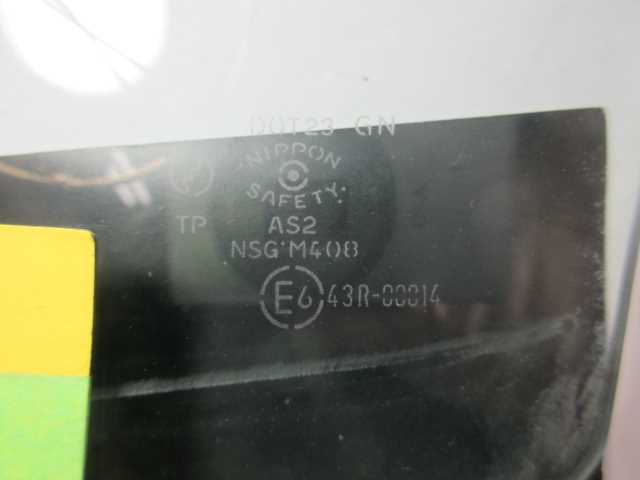 DOT23 GN
NIPPON
SAFETY
TP AS2
NSG M408
E6 43R-00014